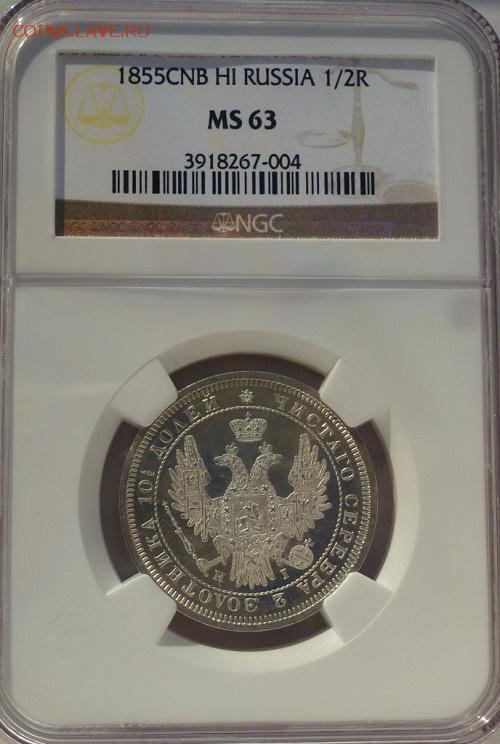 COINS.LAVE.RU
1855CNB HI RUSSIA 1/2R
MS 63
3918267-004
NGC
ЧИСТАГО СЕРЕБРА 2 ЗОЛОТНИКА 10½ ДОЛЕЙ
Н I